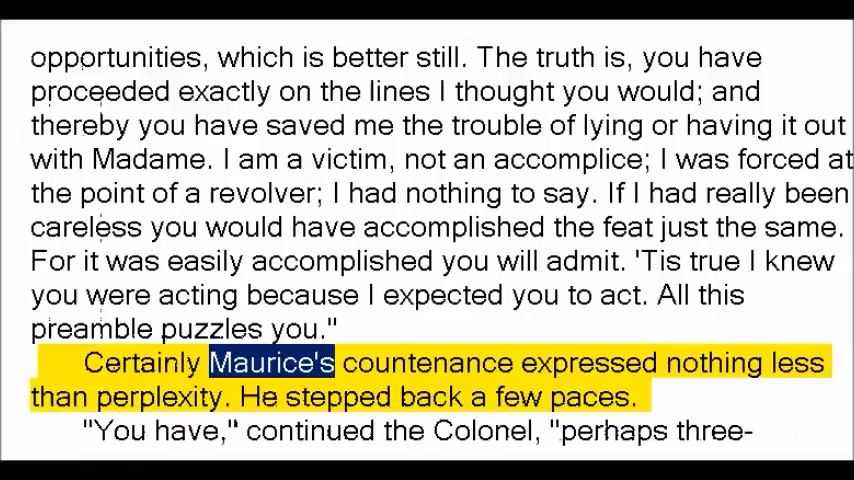 opportunities, which is better still. The truth is, you have
proceeded exactly on the lines I thought you would; and
thereby you have saved me the trouble of lying or having it out
with Madame. I am a victim, not an accomplice; I was forced at
the point of a revolver; I had nothing to say. If I had really been
careless you would have accomplished the feat just the same.
For it was easily accomplished you will admit. 'Tis true I knew
you were acting because I expected you to act. All this
preamble puzzles you."
Certainly Maurice's countenance expressed nothing less
than perplexity. He stepped back a few paces.
"You have," continued the Colonel, "perhaps three-